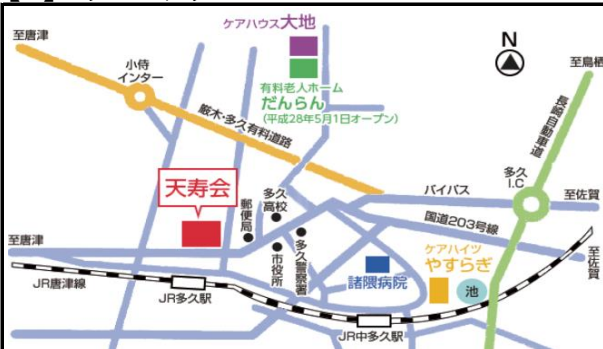 ケアハウス大地
至唐津
N
至鳥栖
小侍
インター
有料老人ホーム
だんらん
(平成28年5月1日オープン)
長崎自動車道
厳木・多久有料道路
天寿会
多久
高校
郵便局
多久
I.C
バイパス
至佐賀
国道203号線
至唐津
市役所
多久警察署
ケアハイツ
やすらぎ
諸隈病院
池
至佐賀
JR唐津線
JR多久駅
JR中多久駅